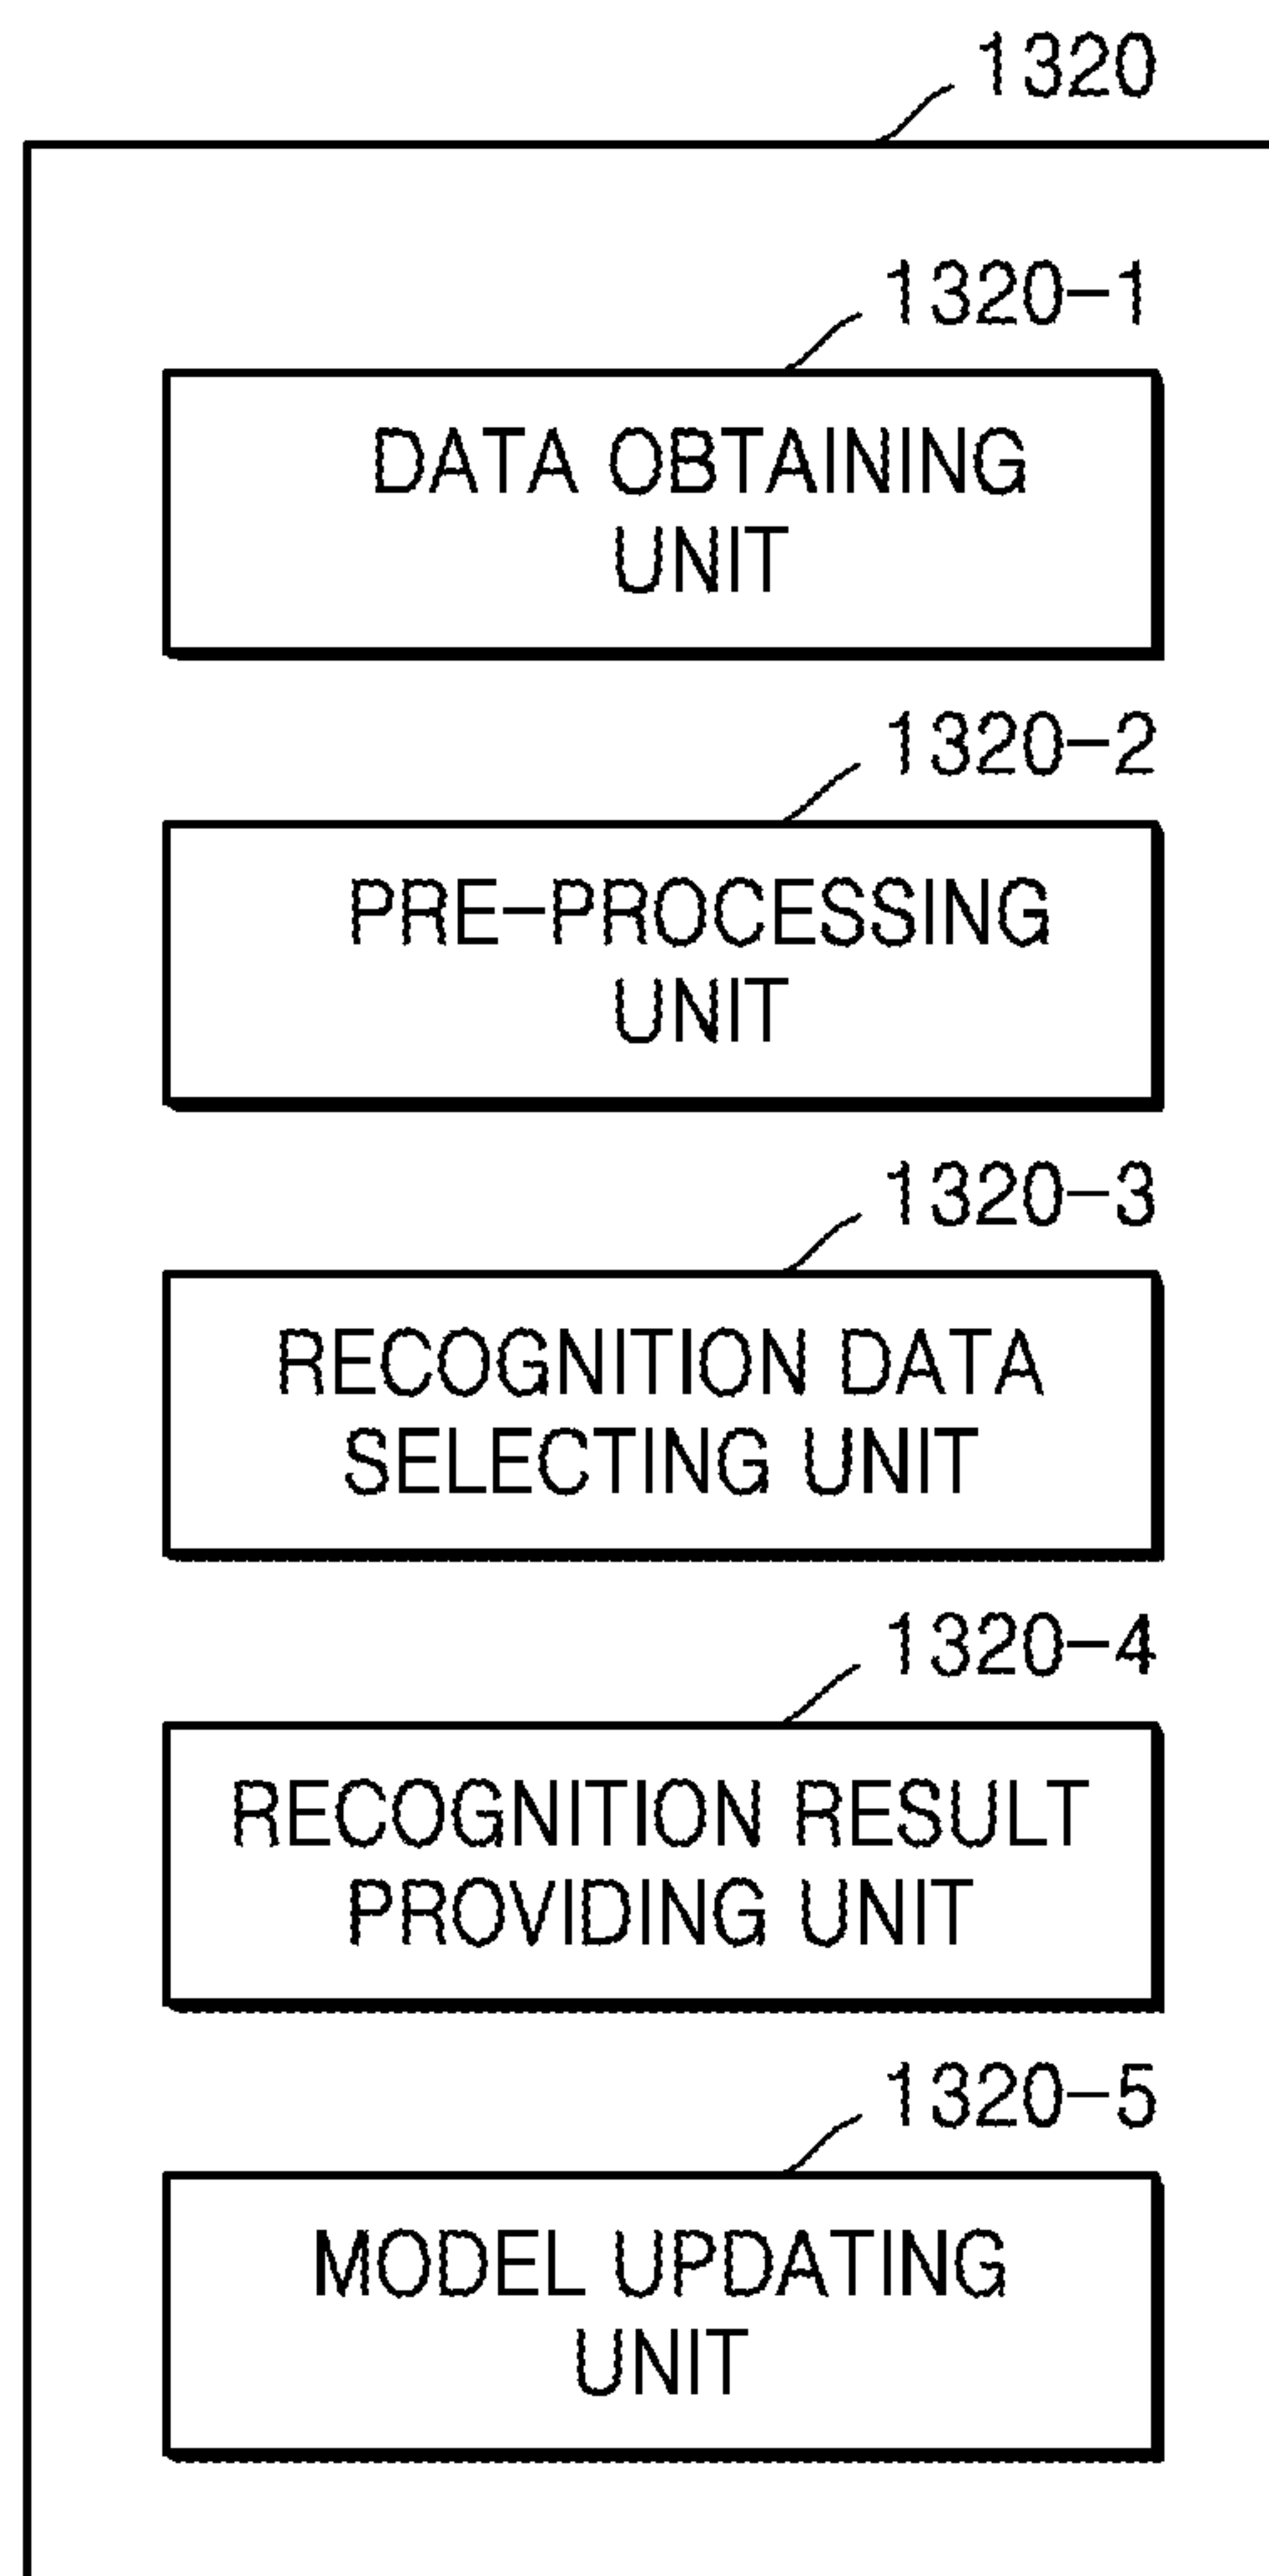 1320
1320-1
DATA OBTAINING
UNIT
1320-2
PRE-PROCESSING
UNIT
1320-3
RECOGNITION DATA
SELECTING UNIT
1320-4
RECOGNITION RESULT
PROVIDING UNIT
1320-5
MODEL UPDATING
UNIT